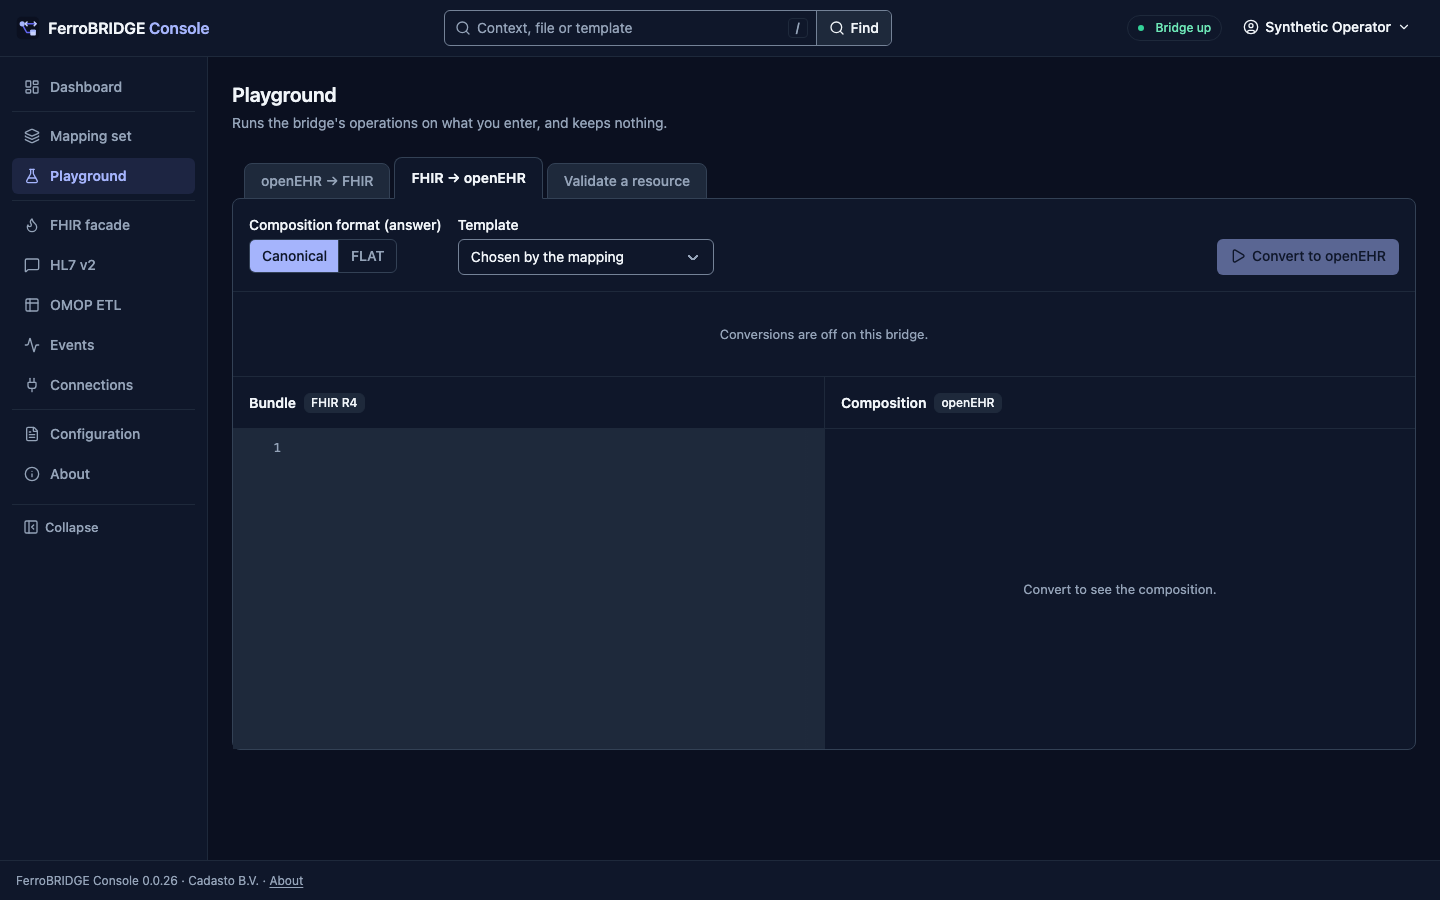 FerroBRIDGE Console
Context, file or template
/
Find
Bridge up
Synthetic Operator
Dashboard
Mapping set
Playground
FHIR facade
HL7 v2
OMOP ETL
Events
Connections
Configuration
About
Collapse
Playground
Runs the bridge's operations on what you enter, and keeps nothing.
openEHR → FHIR
FHIR → openEHR
Validate a resource
Composition format (answer)
Template
Canonical
FLAT
Chosen by the mapping
Convert to openEHR
Conversions are off on this bridge.
Bundle FHIR R4
Composition openEHR
1
Convert to see the composition.
FerroBRIDGE Console 0.0.26 · Cadasto B.V. · About